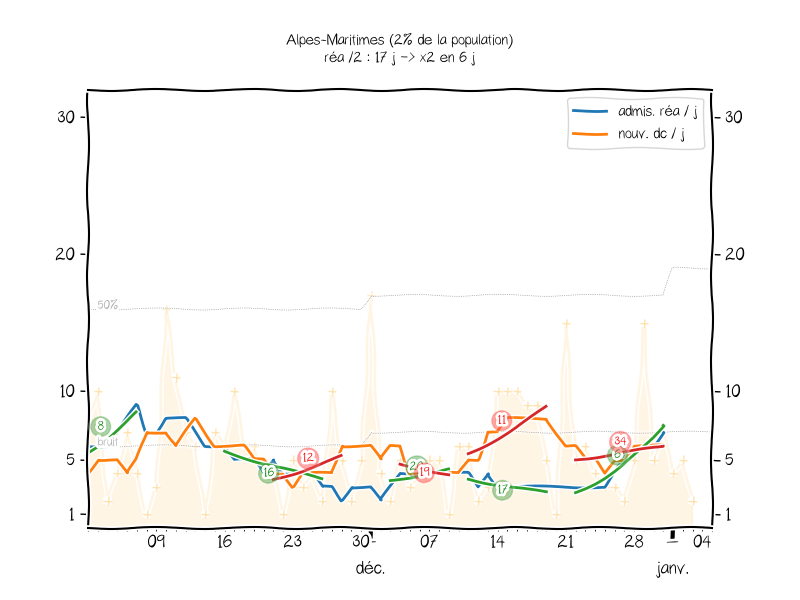 Alpes-Maritimes (2% de la population)
réa /2 : 17 j -> x2 en 6 j
admis. réa / j
nouv. dc / j
30
30
20
20
50%
10
10
8
11
bruit
34
12
6
5
5
16
19
17
1
1
09 16 23 30 07 14 21 28 04
déc. janv.